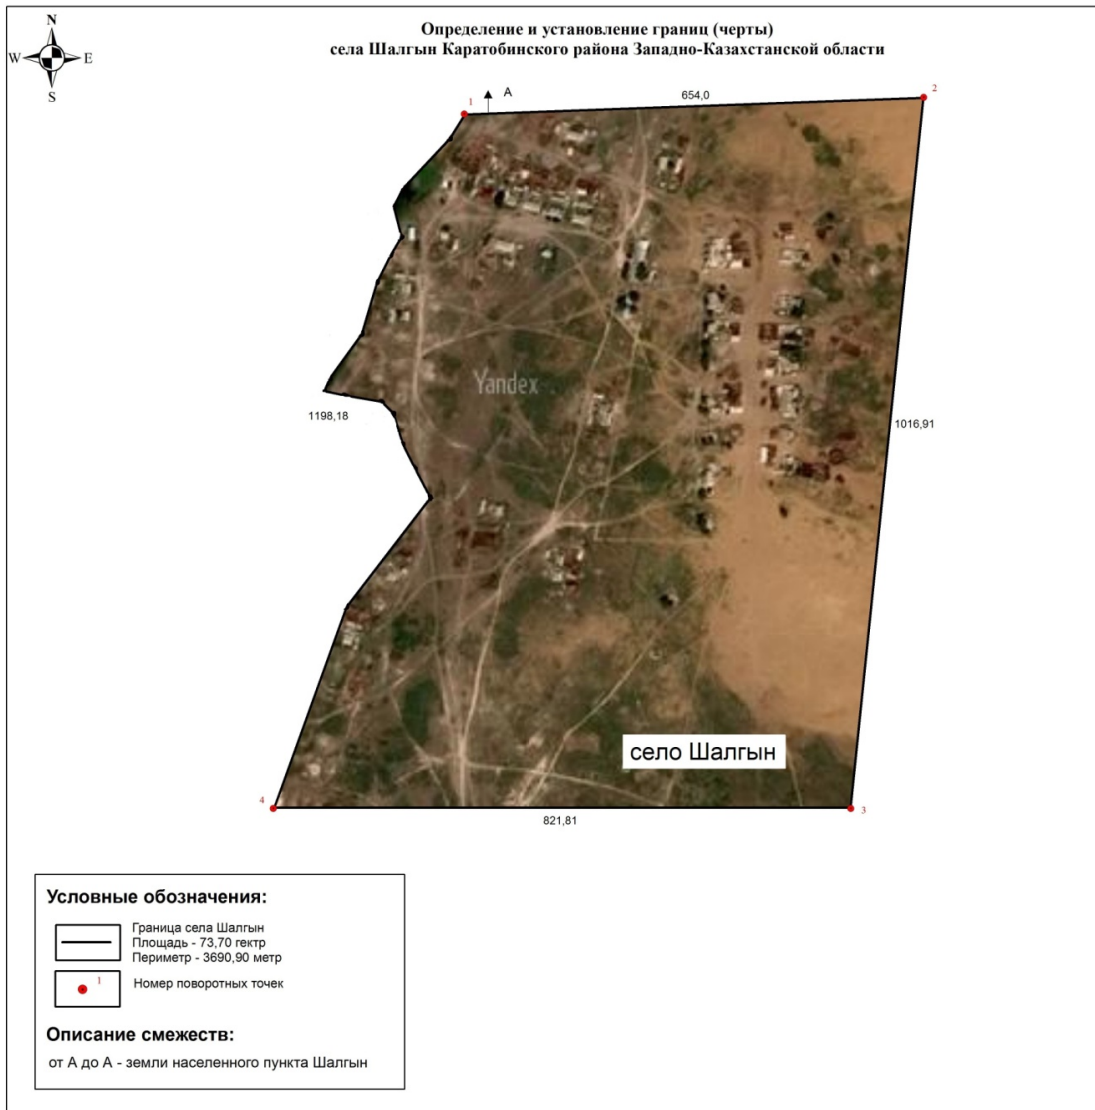 N
W
E
S
Определение и установление границ (черты)
села Шалгын Каратобинского района Западно-Казахстанской области
1
A
654,0
2
Yandex
1198,18
1016,91
село Шалгын
4
3
821,81
Условные обозначения:
Граница села Шалгын
Площадь - 73,70 гектр
Периметр - 3690,90 метр
1
Номер поворотных точек
Описание смежеств:
от А до А - земли населенного пункта Шалгын